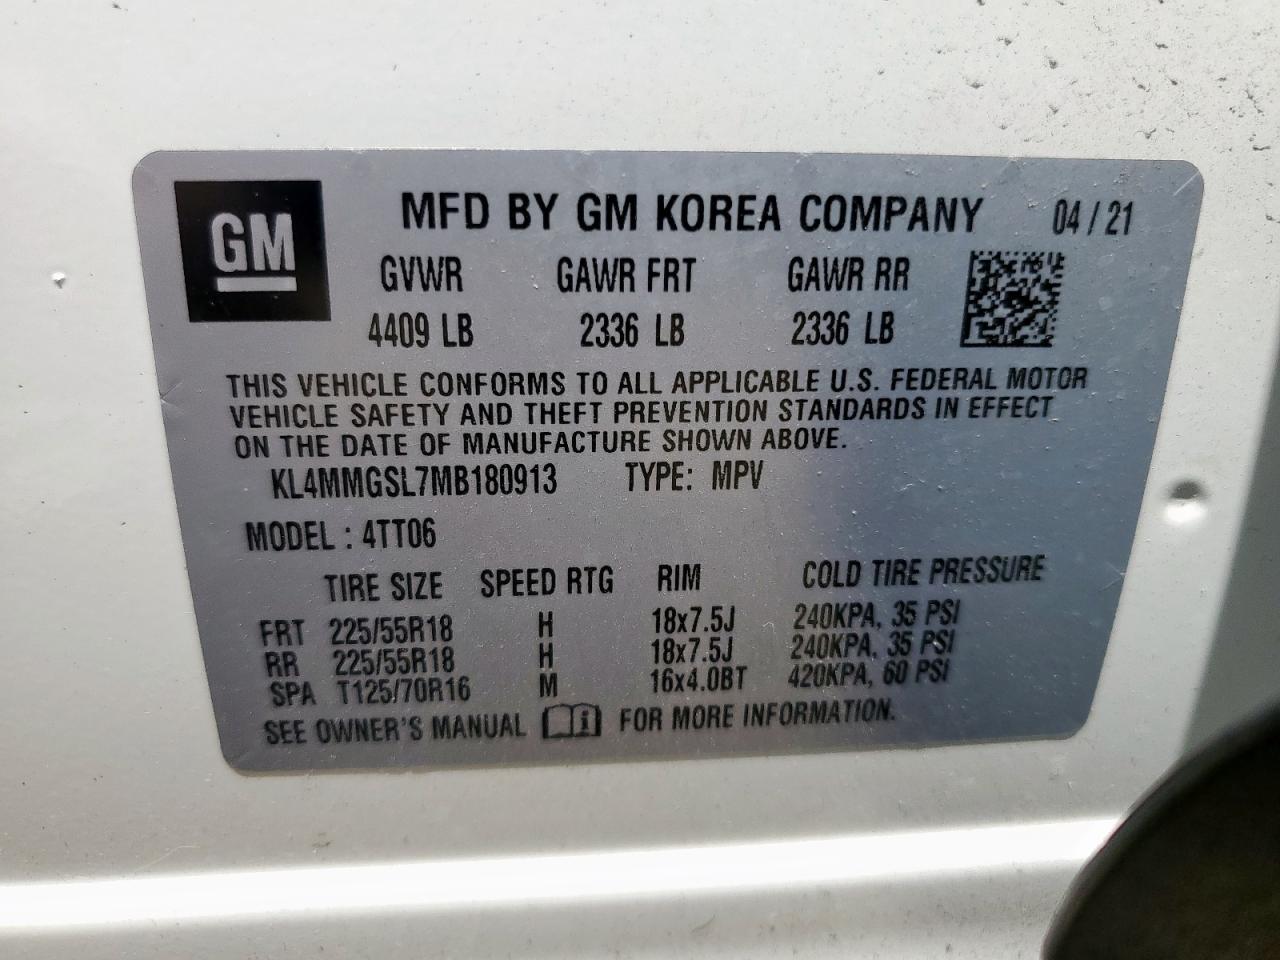 GM
MFD BY GM KOREA COMPANY 04 / 21
GVWR GAWR FRT GAWR RR
4409 LB 2336 LB 2336 LB
THIS VEHICLE CONFORMS TO ALL APPLICABLE U.S. FEDERAL MOTOR
VEHICLE SAFETY AND THEFT PREVENTION STANDARDS IN EFFECT
ON THE DATE OF MANUFACTURE SHOWN ABOVE.
KL4MMGSL7MB180913 TYPE: MPV
MODEL : 4TT06
TIRE SIZE SPEED RTG RIM COLD TIRE PRESSURE
FRT 225/55R18 H 18x7.5J 240KPA, 35 PSI
RR 225/55R18 H 18x7.5J 240KPA, 35 PSI
SPA T125/70R16 M 16x4.0BT 420KPA, 60 PSI
SEE OWNER'S MANUAL i FOR MORE INFORMATION.